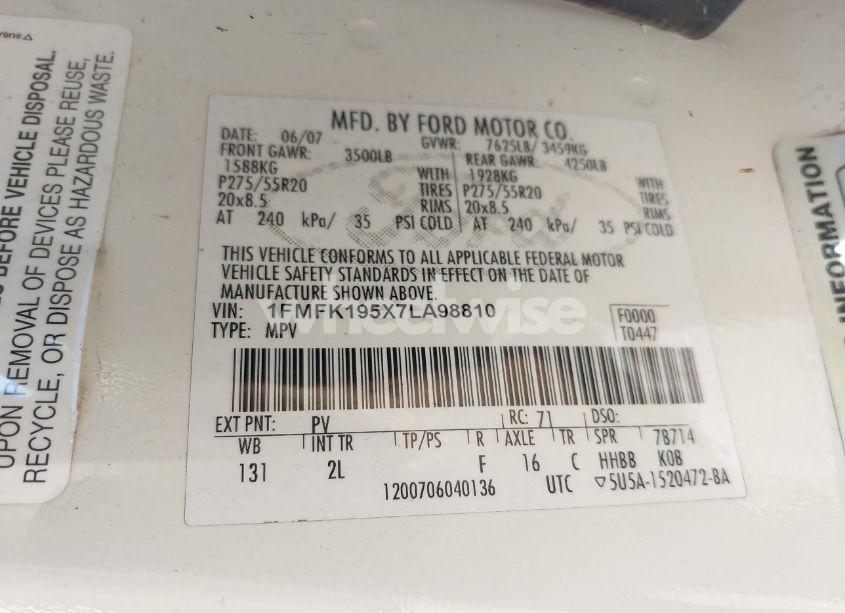 UPON REMOVAL OF DEVICES PLEASE REUSE,
RECYCLE, OR DISPOSE AS HAZARDOUS WASTE.
BEFORE VEHICLE DISPOSAL.
MFD. BY FORD MOTOR CO.
DATE: 06/07 GVWR: 7625LB/ 3459KG
FRONT GAWR: 3500LB REAR GAWR: 4250LB
1588KG WITH 1928KG WITH
P275/55R20 TIRES P275/55R20 TIRES
20x8.5 RIMS 20x8.5 RIMS
AT 240 kPa/ 35 PSI COLD AT 240 kPa/ 35 PSI COLD
THIS VEHICLE CONFORMS TO ALL APPLICABLE FEDERAL MOTOR
VEHICLE SAFETY STANDARDS IN EFFECT ON THE DATE OF
MANUFACTURE SHOWN ABOVE.
VIN: 1FMFK195X7LA98810 F0000
TYPE: MPV T0447
wheelwise
EXT PNT: PV RC: 71 DSO:
WB INT TR TP/PS R AXLE TR SPR 7B714
131 2L F 16 C HHBB K08
1200706040136 UTC 5U5A-1520472-BA
INFORMATION